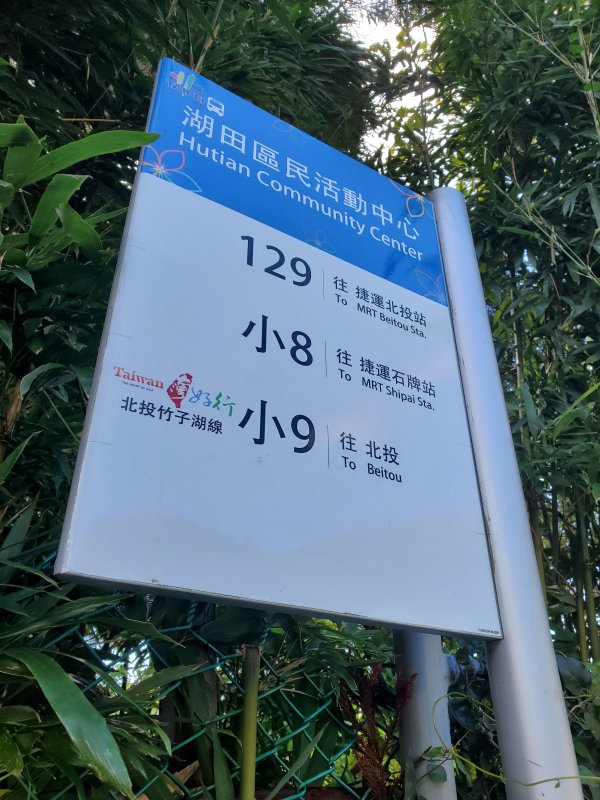 湖田區民活動中心
Hutian Community Center
129 往 捷運北投站
To MRT Beitou Sta.
小8 往 捷運石牌站
To MRT Shipai Sta.
Taiwan 好行
北投竹子湖線
小9 往 北投
To Beitou